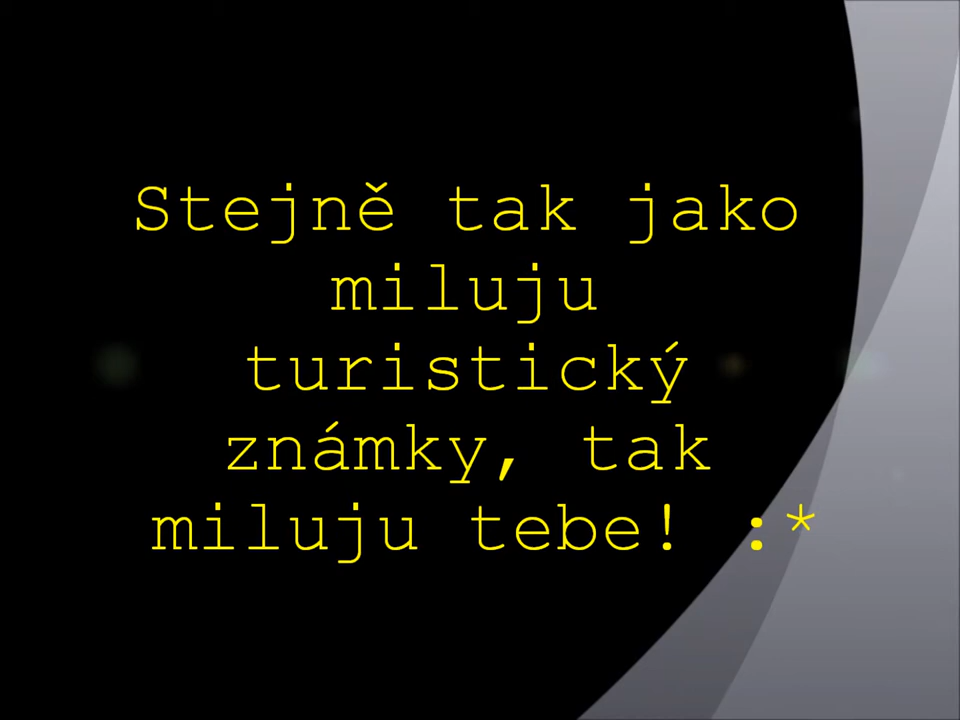 Stejně tak jako
miluju
turistický
známky, tak
miluju tebe! :*